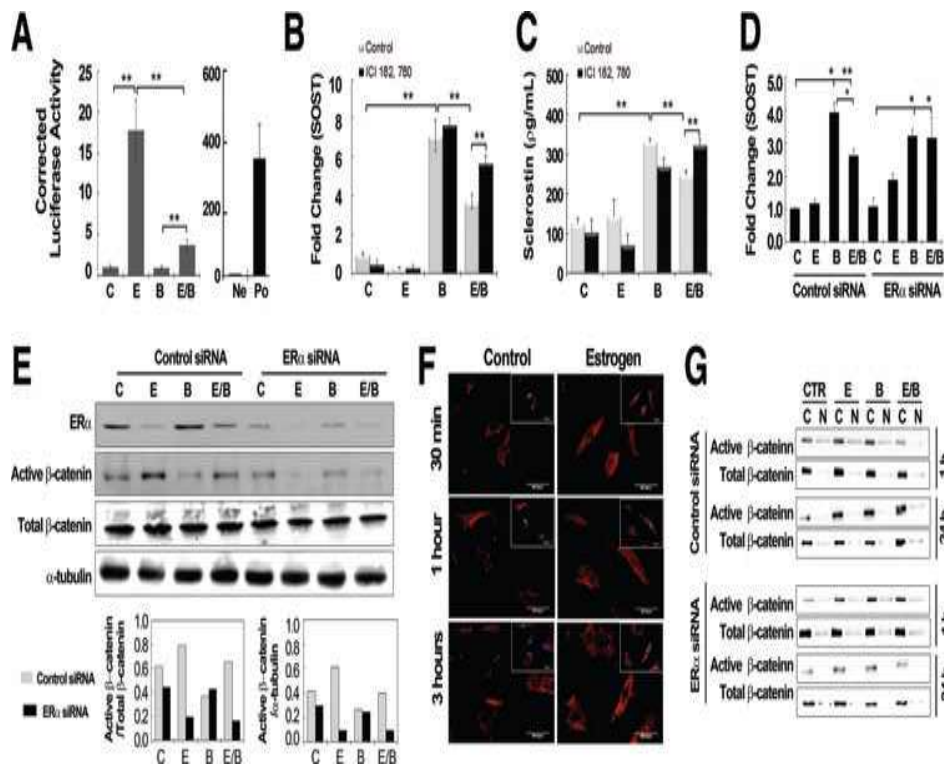 A
Corrected
Luciferase Activity
25
20
15
10
5
0
**
**
**
C E B E/B
600
400
200
0
Ne Po
B
Control
ICI 182, 780
Fold Change (SOST)
10
8
6
4
2
0
**
**
**
C E B E/B
C
Control
ICI 182, 780
Sclerostin (ρg/mL)
500
400
300
200
100
0
**
**
**
C E B E/B
D
Fold Change (SOST)
5.0
4.0
3.0
2.0
1.0
0
* **
*
* *
C E B E/B C E B E/B
Control siRNA ERα siRNA
E
Control siRNA ERα siRNA
C E B E/B C E B E/B
ERα
Active β-catenin
Total β-catenin
α-tubulin
Control siRNA
ERα siRNA
Active β-catenin
/Total β-catenin
1.0
0.8
0.6
0.4
0.2
0.0
C E B E/B
Active β-catenin
/α-tubulin
1.0
0.8
0.6
0.4
0.2
0.0
C E B E/B
F
Control Estrogen
30 min
1 hour
3 hours
G
CTR E B E/B
C N C N C N C N
Control siRNA
Active β-cateinn
Total β-catenin
Active β-cateinn
Total β-catenin
ERα siRNA
Active β-cateinn
Total β-catenin
Active β-cateinn
Total β-catenin